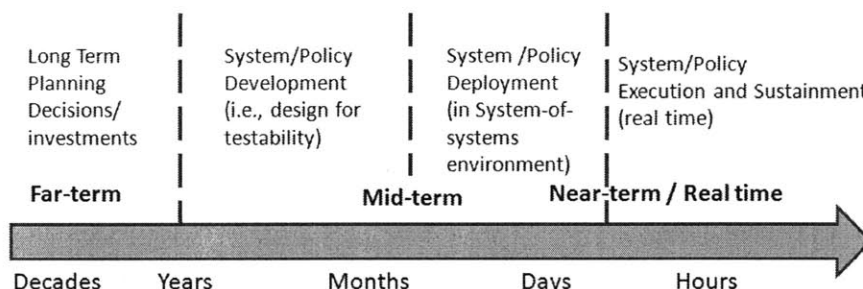 Long Term
Planning
Decisions/
investments
System/Policy
Development
(i.e., design for
testability)
System /Policy
Deployment
(in System-of-
systems
environment)
System/Policy
Execution and Sustainment
(real time)
Far-term
Mid-term
Near-term / Real time
Decades
Years
Months
Days
Hours